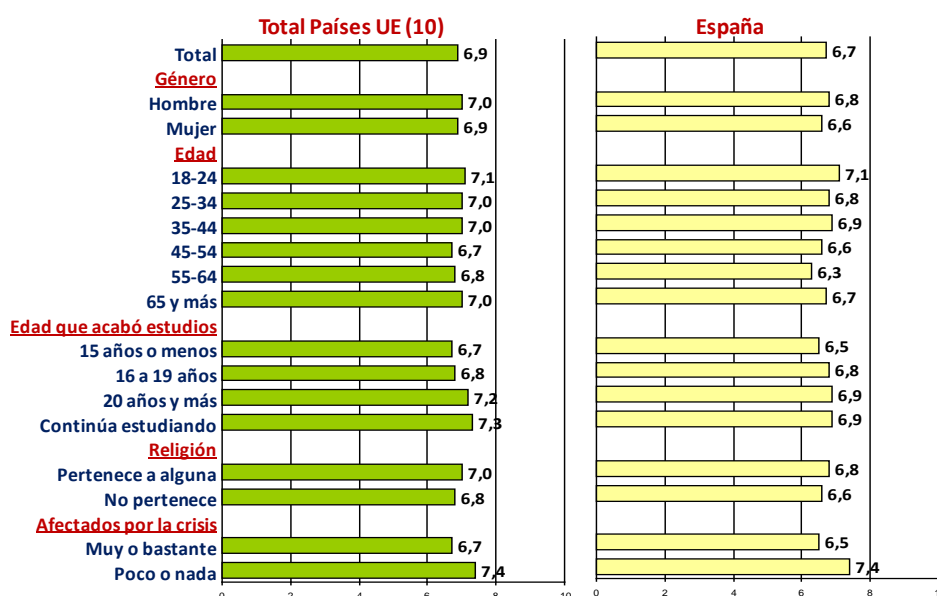 Total Países UE (10) España
Total 6,9 6,7
Género
Hombre 7,0 6,8
Mujer 6,9 6,6
Edad
18-24 7,1 7,1
25-34 7,0 6,8
35-44 7,0 6,9
45-54 6,7 6,6
55-64 6,8 6,3
65 y más 7,0 6,7
Edad que acabó estudios
15 años o menos 6,7 6,5
16 a 19 años 6,8 6,8
20 años y más 7,2 6,9
Continúa estudiando 7,3 6,9
Religión
Pertenece a alguna 7,0 6,8
No pertenece 6,8 6,6
Afectados por la crisis
Muy o bastante 6,7 6,5
Poco o nada 7,4 7,4
0 2 4 6 8 10 0 2 4 6 8